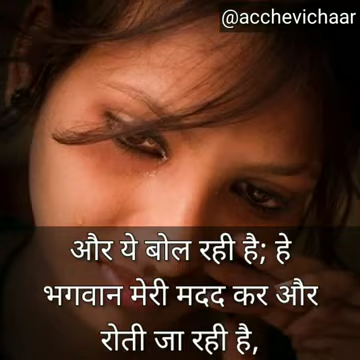 @acchevichaar
और ये बोल रही है; हे
भगवान मेरी मदद कर और
रोती जा रही है,